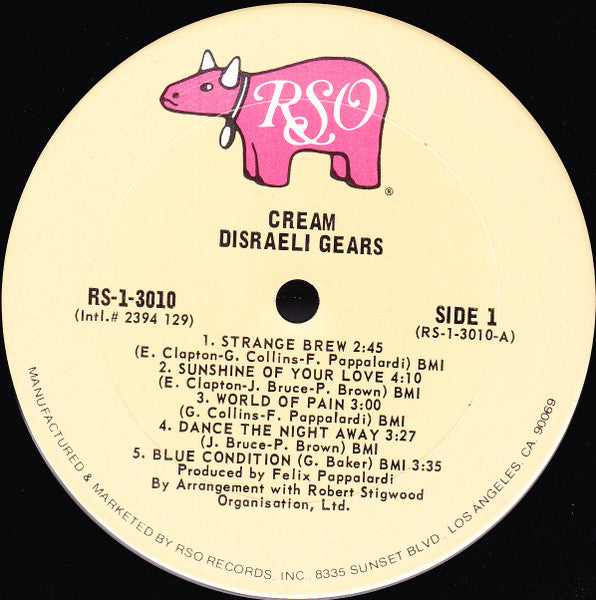 RSO
®
CREAM
DISRAELI GEARS
RS-1-3010
(Intl.# 2394 129)
SIDE 1
(RS-1-3010-A)
1. STRANGE BREW 2:45
(E. Clapton-G. Collins-F. Pappalardi) BMI
2. SUNSHINE OF YOUR LOVE 4:10
(E. Clapton-J. Bruce-P. Brown) BMI
3. WORLD OF PAIN 3:00
(G. Collins-F. Pappalardi) BMI
4. DANCE THE NIGHT AWAY 3:27
(J. Bruce-P. Brown) BMI
5. BLUE CONDITION (G. Baker) BMI 3:35
Produced by Felix Pappalardi
By Arrangement with Robert Stigwood
Organisation, Ltd.
MANUFACTURED & MARKETED BY RSO RECORDS, INC., 8335 SUNSET BLVD., LOS ANGELES, CA. 90069